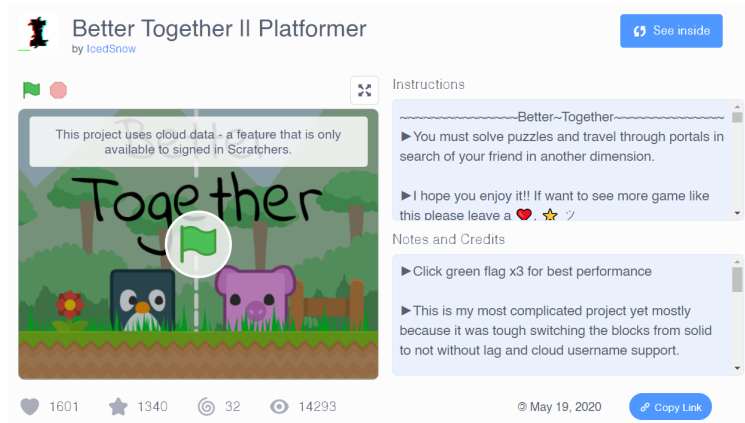 Better Together II Platformer
by IcedSnow
See inside
Instructions
~~~~~~~~~~~~~~~Better~Together~~~~~~~~~~~~~~
►You must solve puzzles and travel through portals in
search of your friend in another dimension.
►I hope you enjoy it!! If want to see more game like
this please leave a ❤️, ⭐ ツ
This project uses cloud data - a feature that is only
available to signed in Scratchers.
Better
Together
Notes and Credits
►Click green flag x3 for best performance
►This is my most complicated project yet mostly
because it was tough switching the blocks from solid
to not without lag and cloud username support.
1601
1340
32
14293
© May 19, 2020
Copy Link